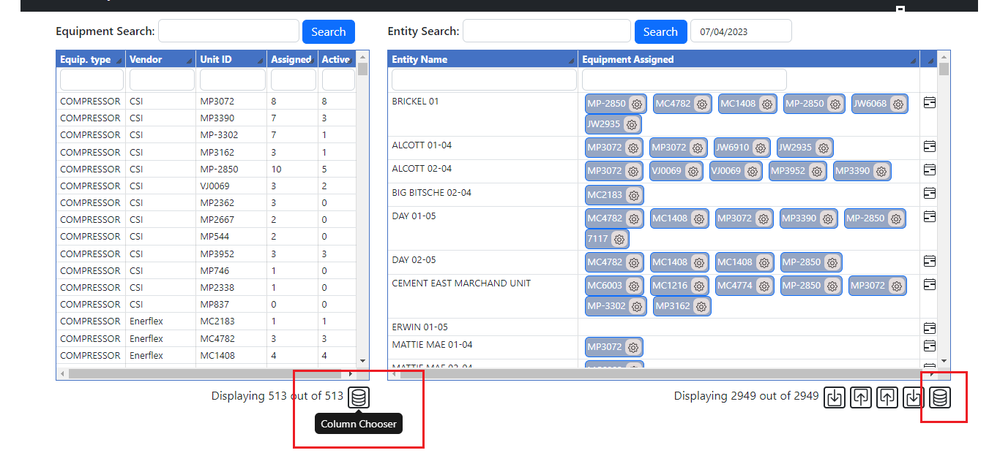 Equipment Search: Search
Equip. type Vendor Unit ID Assigned Active
COMPRESSOR CSI MP3072 8 8
COMPRESSOR CSI MP3390 7 3
COMPRESSOR CSI MP-3302 7 1
COMPRESSOR CSI MP3162 3 1
COMPRESSOR CSI MP-2850 10 5
COMPRESSOR CSI VJ0069 3 2
COMPRESSOR CSI MP2362 3 0
COMPRESSOR CSI MP2667 2 0
COMPRESSOR CSI MP544 2 0
COMPRESSOR CSI MP3952 3 3
COMPRESSOR CSI MP746 1 0
COMPRESSOR CSI MP2338 1 0
COMPRESSOR CSI MP837 0 0
COMPRESSOR Enerflex MC2183 1 1
COMPRESSOR Enerflex MC4782 3 3
COMPRESSOR Enerflex MC1408 4 4
Displaying 513 out of 513
Column Chooser
Entity Search: Search 07/04/2023
Entity Name Equipment Assigned
BRICKEL 01 MP-2850 MC4782 MC1408 MP-2850 JW6068
JW2935
ALCOTT 01-04 MP3072 MP3072 JW6910 JW2935
ALCOTT 02-04 MP3072 VJ0069 VJ0069 MP3952 MP3390
BIG BITSCHE 02-04 MC2183
DAY 01-05 MC4782 MC1408 MP3072 MP3390 MP-2850
7117
DAY 02-05 MC4782 MC1408 MC1408 MP-2850
CEMENT EAST MARCHAND UNIT MC6003 MC1216 MC4774 MP-2850 MP3072
MP-3302 MP3162
ERWIN 01-05
MATTIE MAE 01-04 MP3072
MATTIE MAE 02-04
Displaying 2949 out of 2949